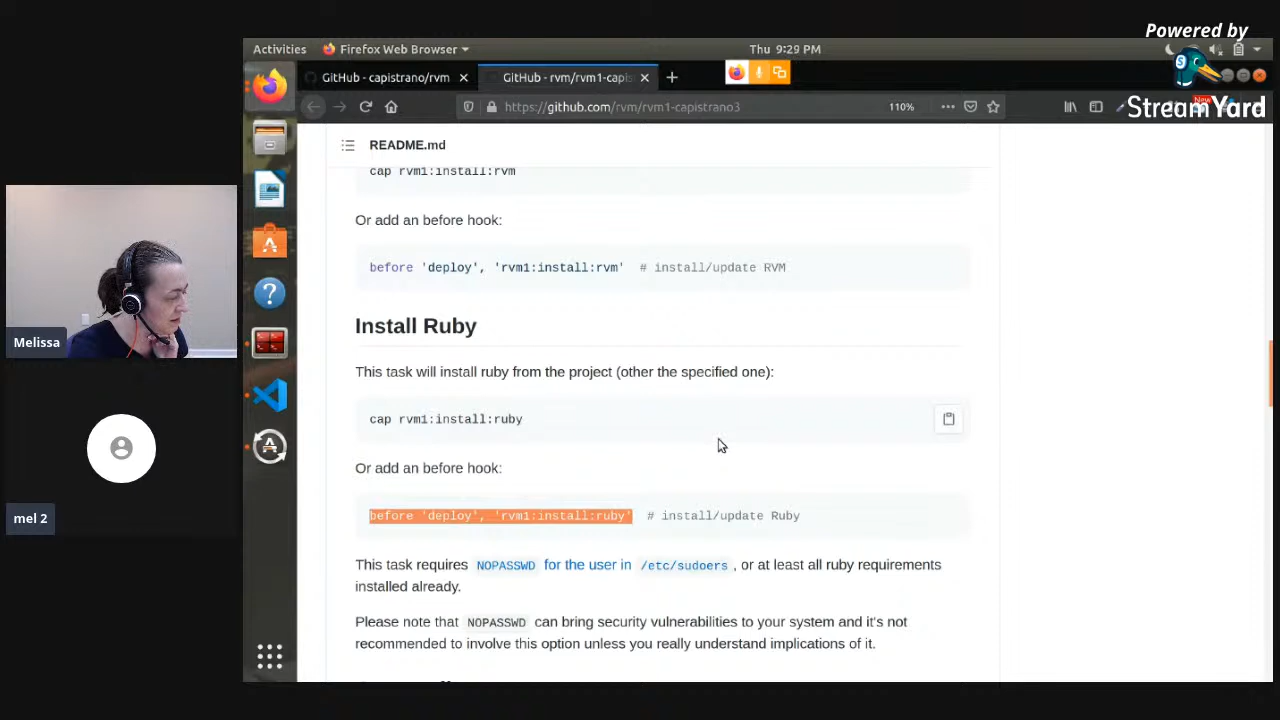 Powered by
StreamYard
Activities
Firefox Web Browser
Thu 9:29 PM
GitHub - capistrano/rvm
GitHub - rvm/rvm1-capis
https://github.com/rvm/rvm1-capistrano3
110%
New
README.md
cap rvm1:install:rvm
Or add an before hook:
before 'deploy', 'rvm1:install:rvm' # install/update RVM
Install Ruby
This task will install ruby from the project (other the specified one):
cap rvm1:install:ruby
Or add an before hook:
before 'deploy', 'rvm1:install:ruby' # install/update Ruby
This task requires NOPASSWD for the user in /etc/sudoers , or at least all ruby requirements
installed already.
Please note that NOPASSWD can bring security vulnerabilities to your system and it's not
recommended to involve this option unless you really understand implications of it.
Melissa
mel 2